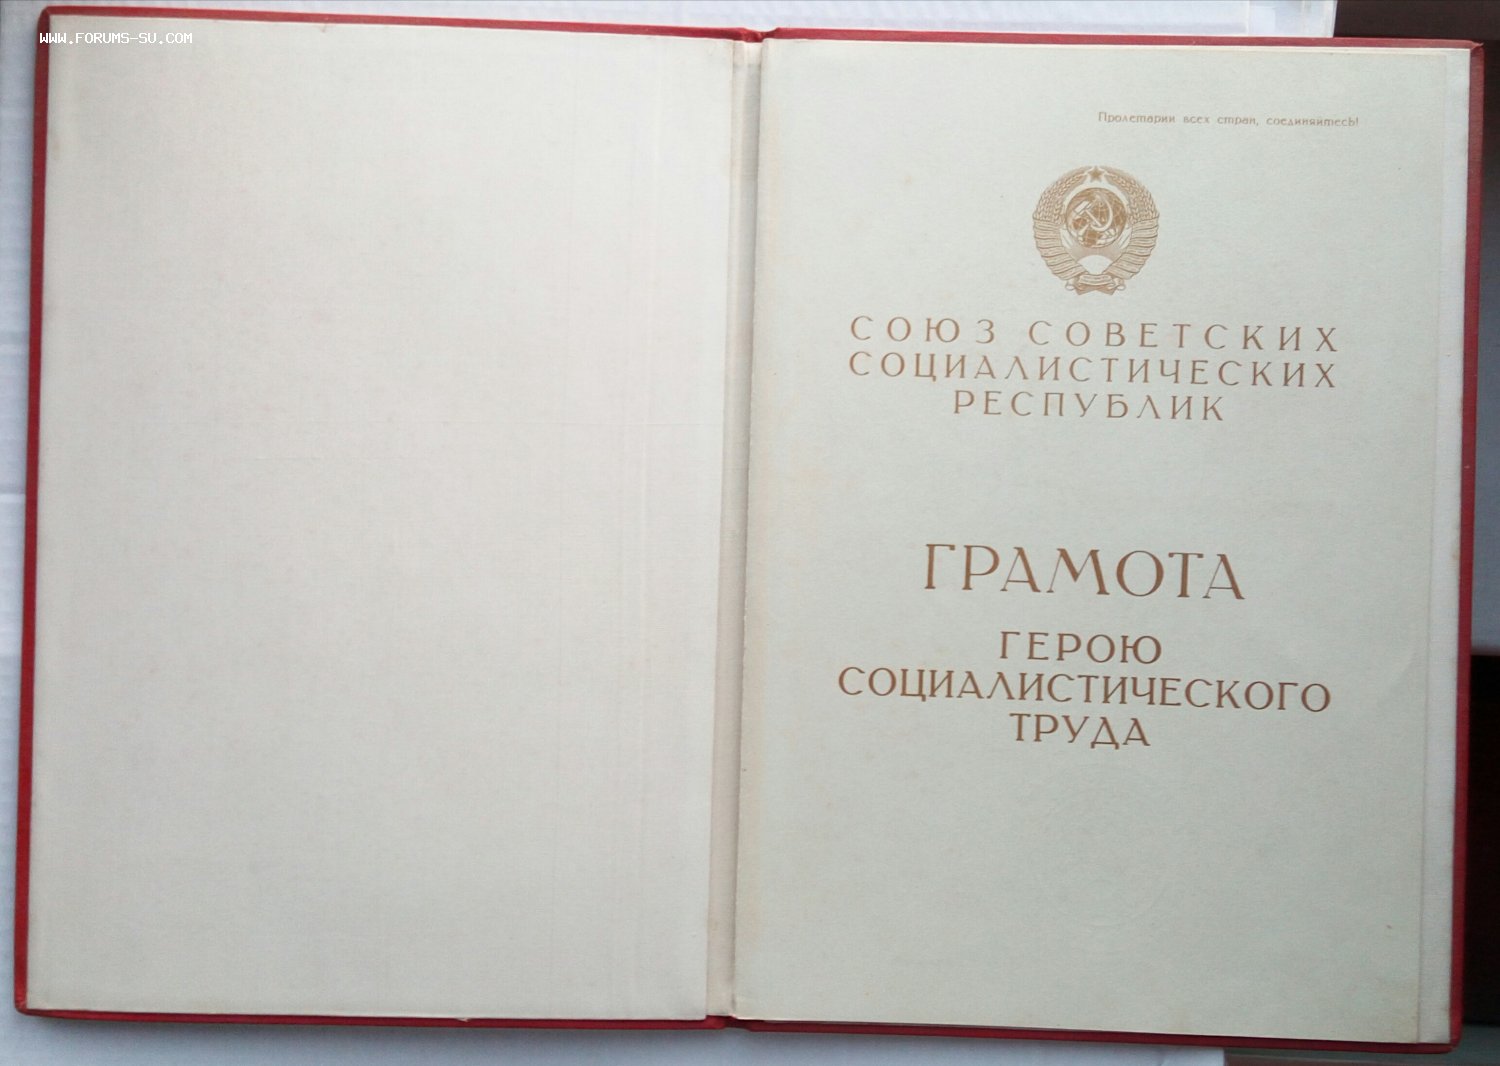 WWW.FORUMS-SU.COM
Пролетарии всех стран, соединяйтесь!
СОЮЗ СОВЕТСКИХ
СОЦИАЛИСТИЧЕСКИХ
РЕСПУБЛИК
ГРАМОТА
ГЕРОЮ
СОЦИАЛИСТИЧЕСКОГО
ТРУДА